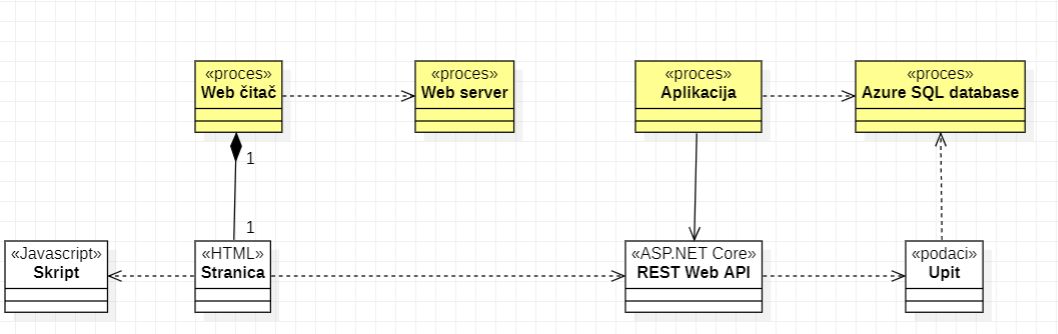 «proces»
Web čitač
«proces»
Web server
«proces»
Aplikacija
«proces»
Azure SQL database
1
1
«Javascript»
Skript
«HTML»
Stranica
«ASP.NET Core»
REST Web API
«podaci»
Upit